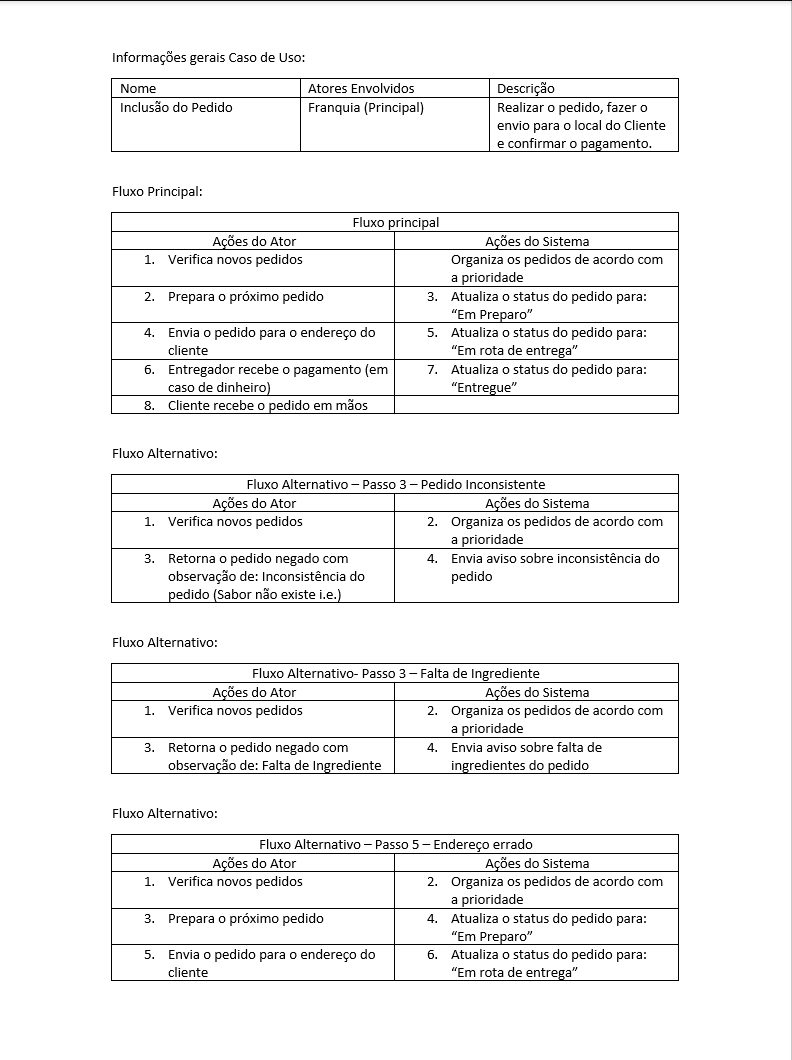 Informações gerais Caso de Uso:
Nome Atores Envolvidos Descrição
Inclusão do Pedido Franquia (Principal) Realizar o pedido, fazer o
envio para o local do Cliente
e confirmar o pagamento.
Fluxo Principal:
Fluxo principal
Ações do Ator Ações do Sistema
1. Verifica novos pedidos Organiza os pedidos de acordo com
a prioridade
2. Prepara o próximo pedido 3. Atualiza o status do pedido para:
“Em Preparo”
4. Envia o pedido para o endereço do 5. Atualiza o status do pedido para:
cliente “Em rota de entrega”
6. Entregador recebe o pagamento (em 7. Atualiza o status do pedido para:
caso de dinheiro) “Entregue”
8. Cliente recebe o pedido em mãos
Fluxo Alternativo:
Fluxo Alternativo – Passo 3 – Pedido Inconsistente
Ações do Ator Ações do Sistema
1. Verifica novos pedidos 2. Organiza os pedidos de acordo com
a prioridade
3. Retorna o pedido negado com 4. Envia aviso sobre inconsistência do
observação de: Inconsistência do pedido
pedido (Sabor não existe i.e.)
Fluxo Alternativo:
Fluxo Alternativo- Passo 3 – Falta de Ingrediente
Ações do Ator Ações do Sistema
1. Verifica novos pedidos 2. Organiza os pedidos de acordo com
a prioridade
3. Retorna o pedido negado com 4. Envia aviso sobre falta de
observação de: Falta de Ingrediente ingredientes do pedido
Fluxo Alternativo:
Fluxo Alternativo – Passo 5 – Endereço errado
Ações do Ator Ações do Sistema
1. Verifica novos pedidos 2. Organiza os pedidos de acordo com
a prioridade
3. Prepara o próximo pedido 4. Atualiza o status do pedido para:
“Em Preparo”
5. Envia o pedido para o endereço do 6. Atualiza o status do pedido para:
cliente “Em rota de entrega”